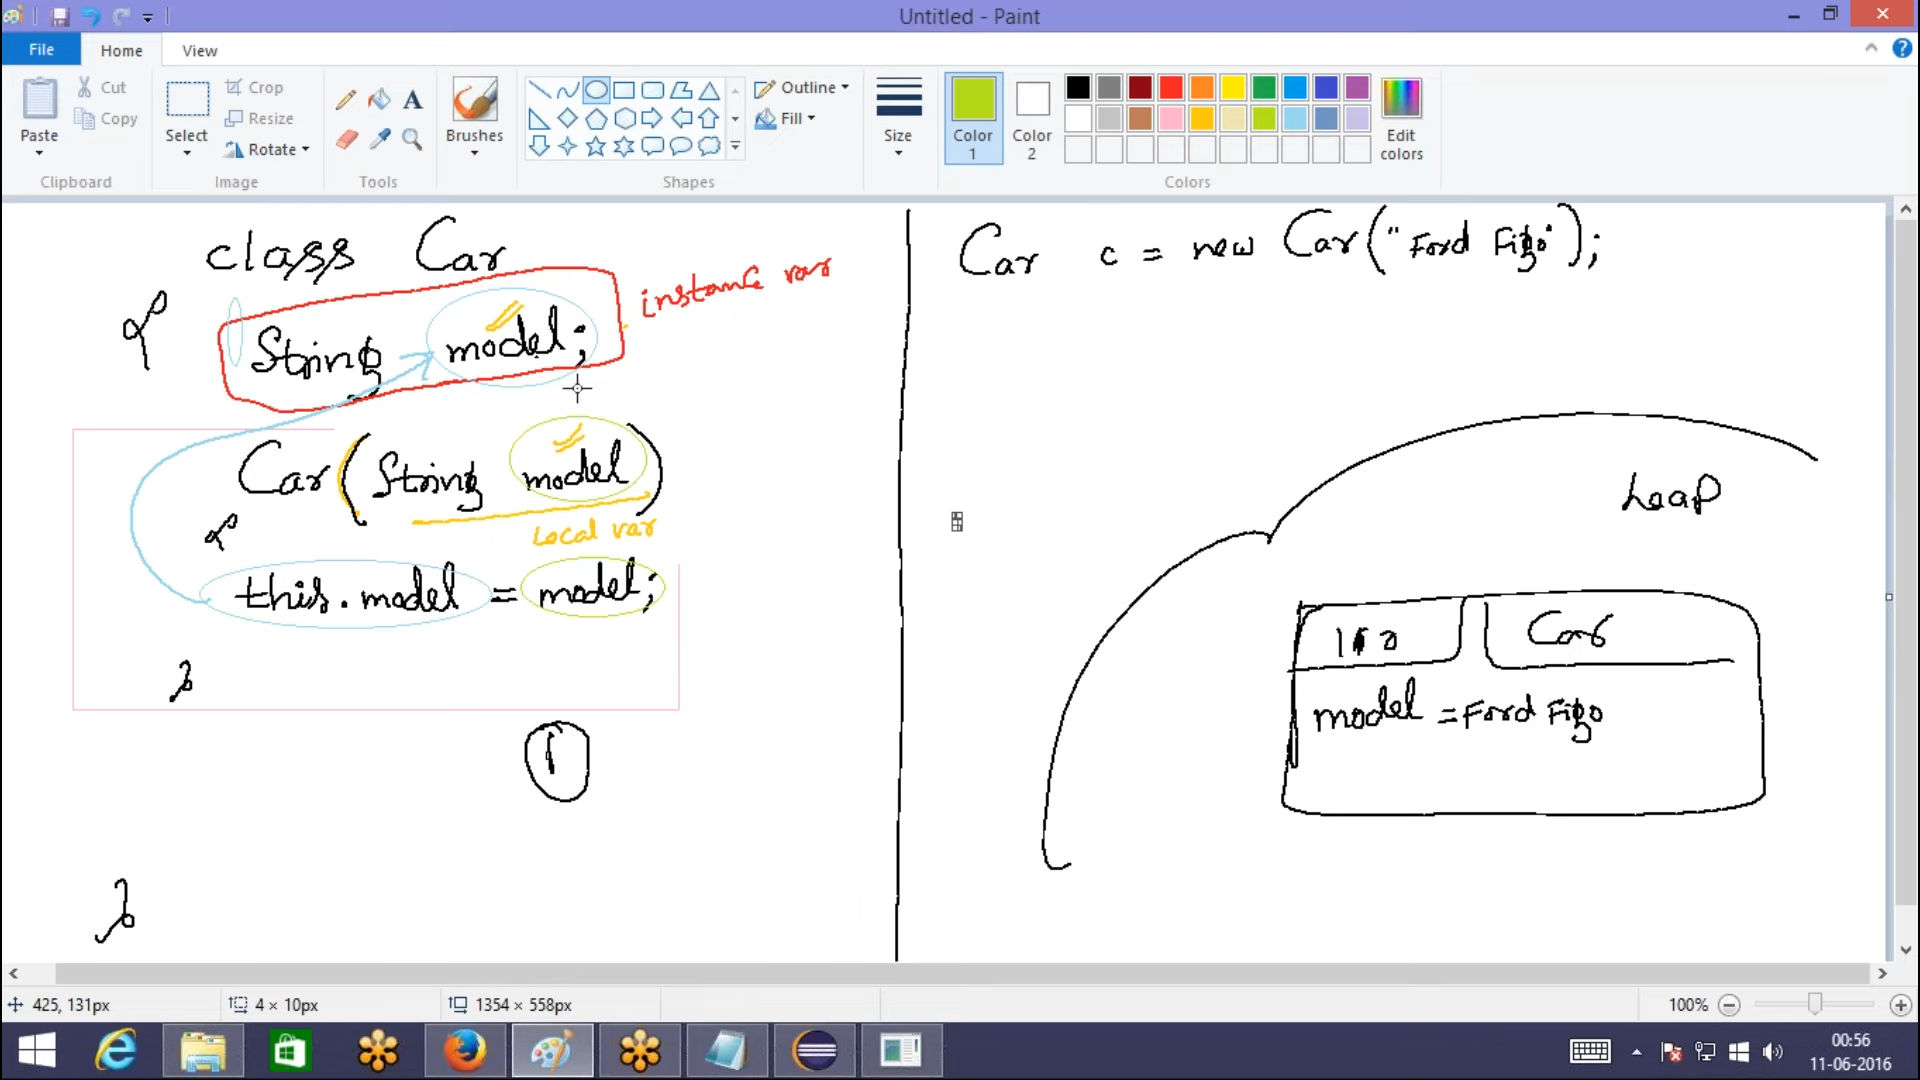 Untitled - Paint
File Home View
Paste Cut Copy
Clipboard
Select Crop Resize Rotate
Image
Tools
Brushes
Outline Fill
Shapes
Size
Color 1
Color 2
Edit colors
Colors
class Car
{
String model;
instance var
Car (String model)
Local var
{
this.model = model;
}
1
}
Car c = new Car("Ford Figo");
heap
Car
model = Ford Figo
425, 131px
4 × 10px
1354 × 558px
100%
00:56
11-06-2016